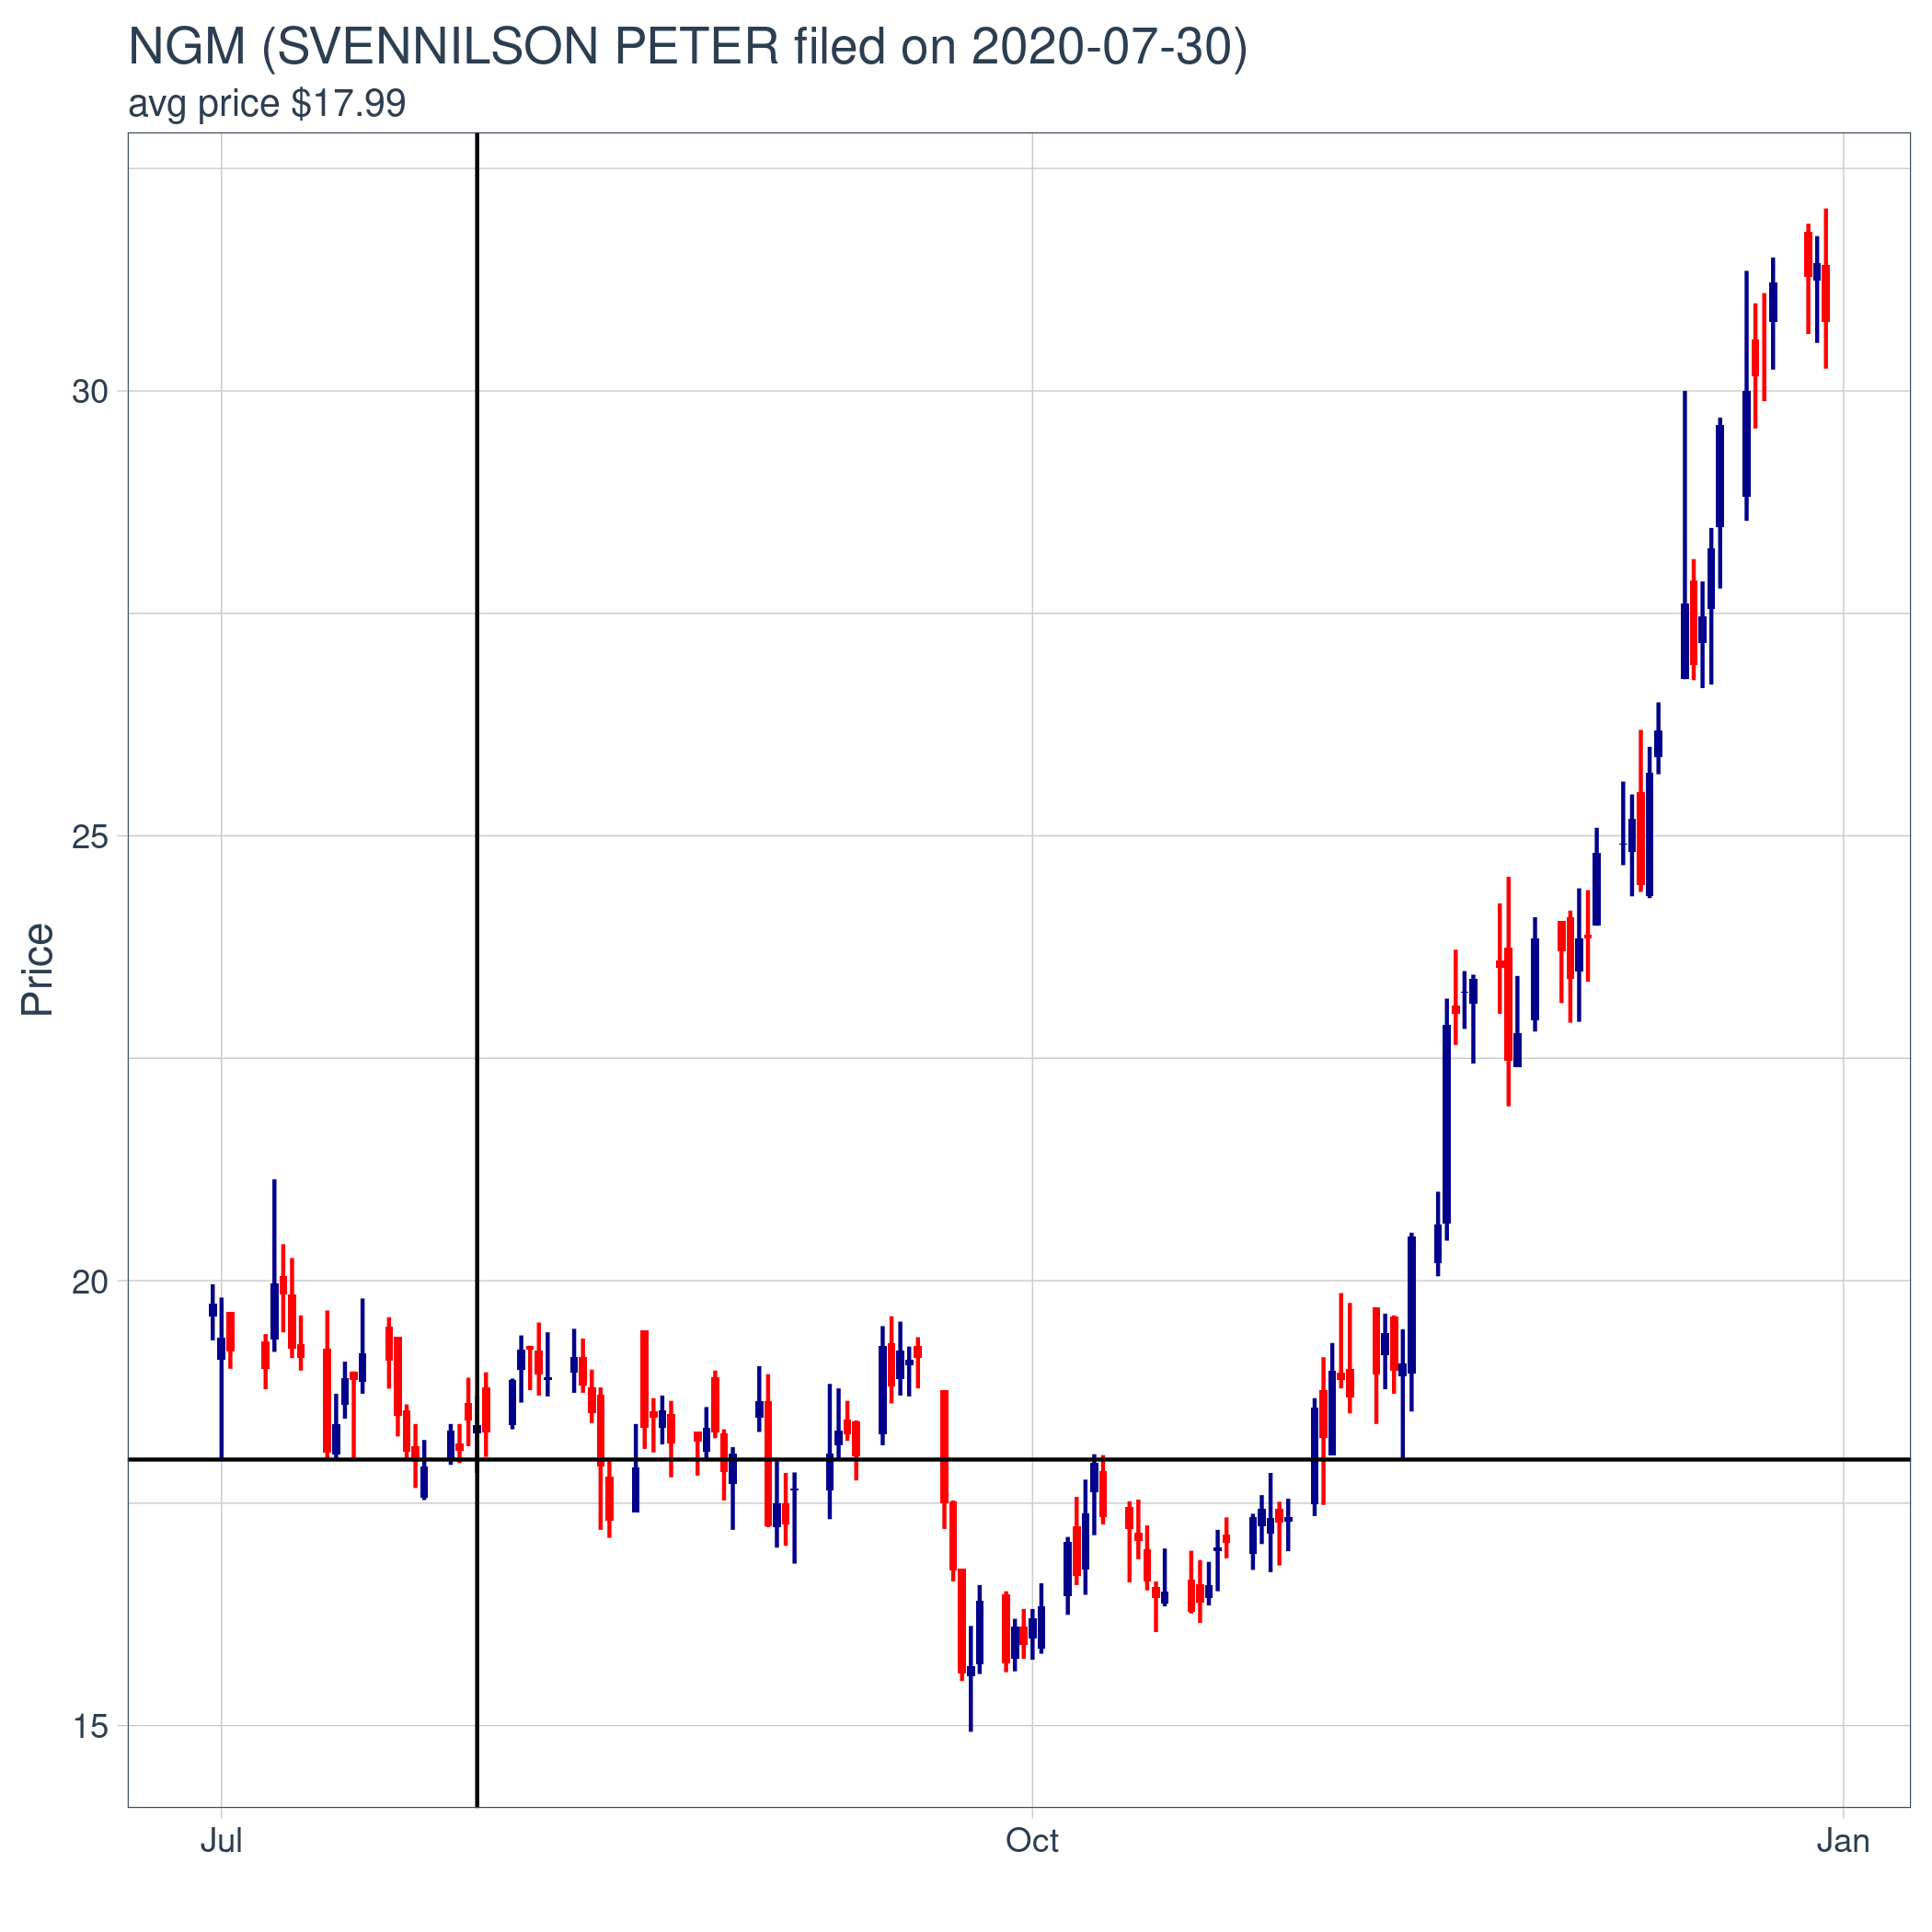 NGM (SVENNILSON PETER filed on 2020-07-30)
avg price $17.99
Price
30
25
20
15
Jul
Oct
Jan